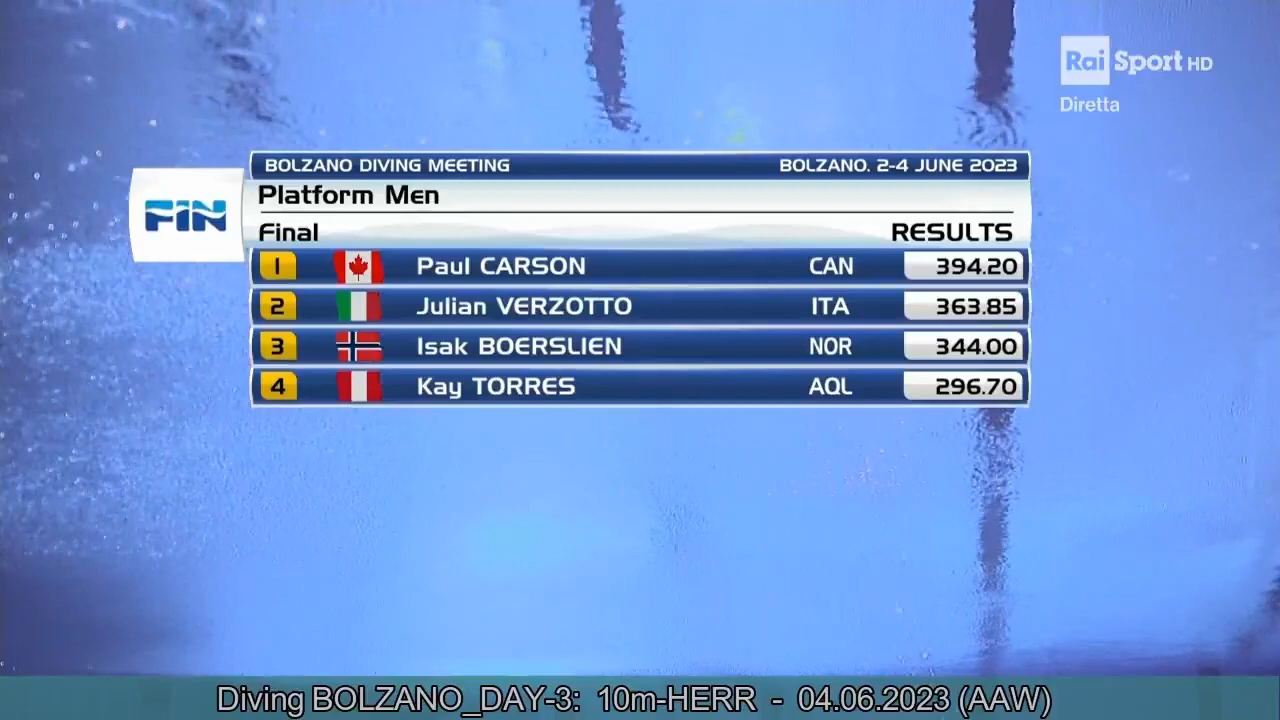 Rai Sport HD
Diretta
BOLZANO DIVING MEETING BOLZANO. 2-4 JUNE 2023
FIN
Platform Men
Final RESULTS
1 Paul CARSON CAN 394.20
2 Julian VERZOTTO ITA 363.85
3 Isak BOERSLIEN NOR 344.00
4 Kay TORRES AQL 296.70
Diving BOLZANO_DAY-3: 10m-HERR - 04.06.2023 (AAW)